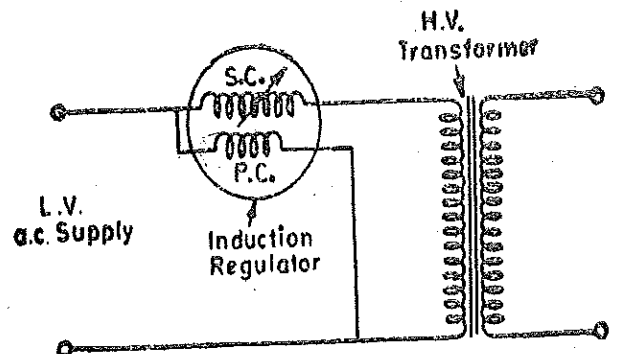 H.V.
Transformer
S.C.
P.C.
L.V.
a.c. Supply
Induction
Regulator